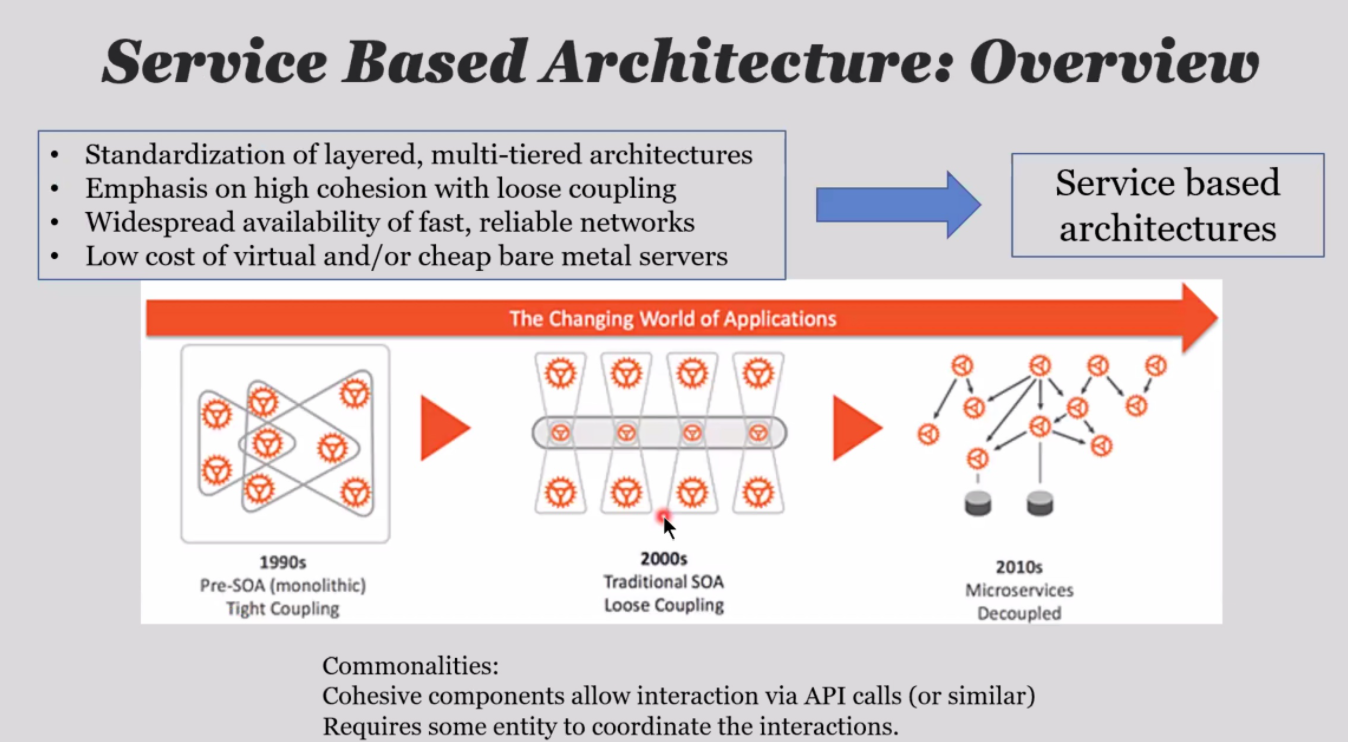 Service Based Architecture: Overview
• Standardization of layered, multi-tiered architectures
• Emphasis on high cohesion with loose coupling
• Widespread availability of fast, reliable networks
• Low cost of virtual and/or cheap bare metal servers
Service based
architectures
The Changing World of Applications
1990s
Pre-SOA (monolithic)
Tight Coupling
2000s
Traditional SOA
Loose Coupling
2010s
Microservices
Decoupled
Commonalities:
Cohesive components allow interaction via API calls (or similar)
Requires some entity to coordinate the interactions.